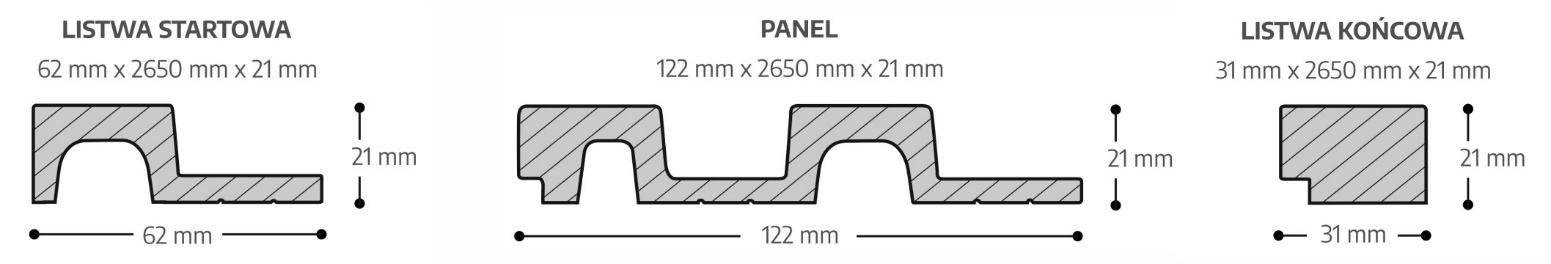 LISTWA STARTOWA
62 mm x 2650 mm x 21 mm
21 mm
62 mm
PANEL
122 mm x 2650 mm x 21 mm
21 mm
122 mm
LISTWA KOŃCOWA
31 mm x 2650 mm x 21 mm
21 mm
31 mm